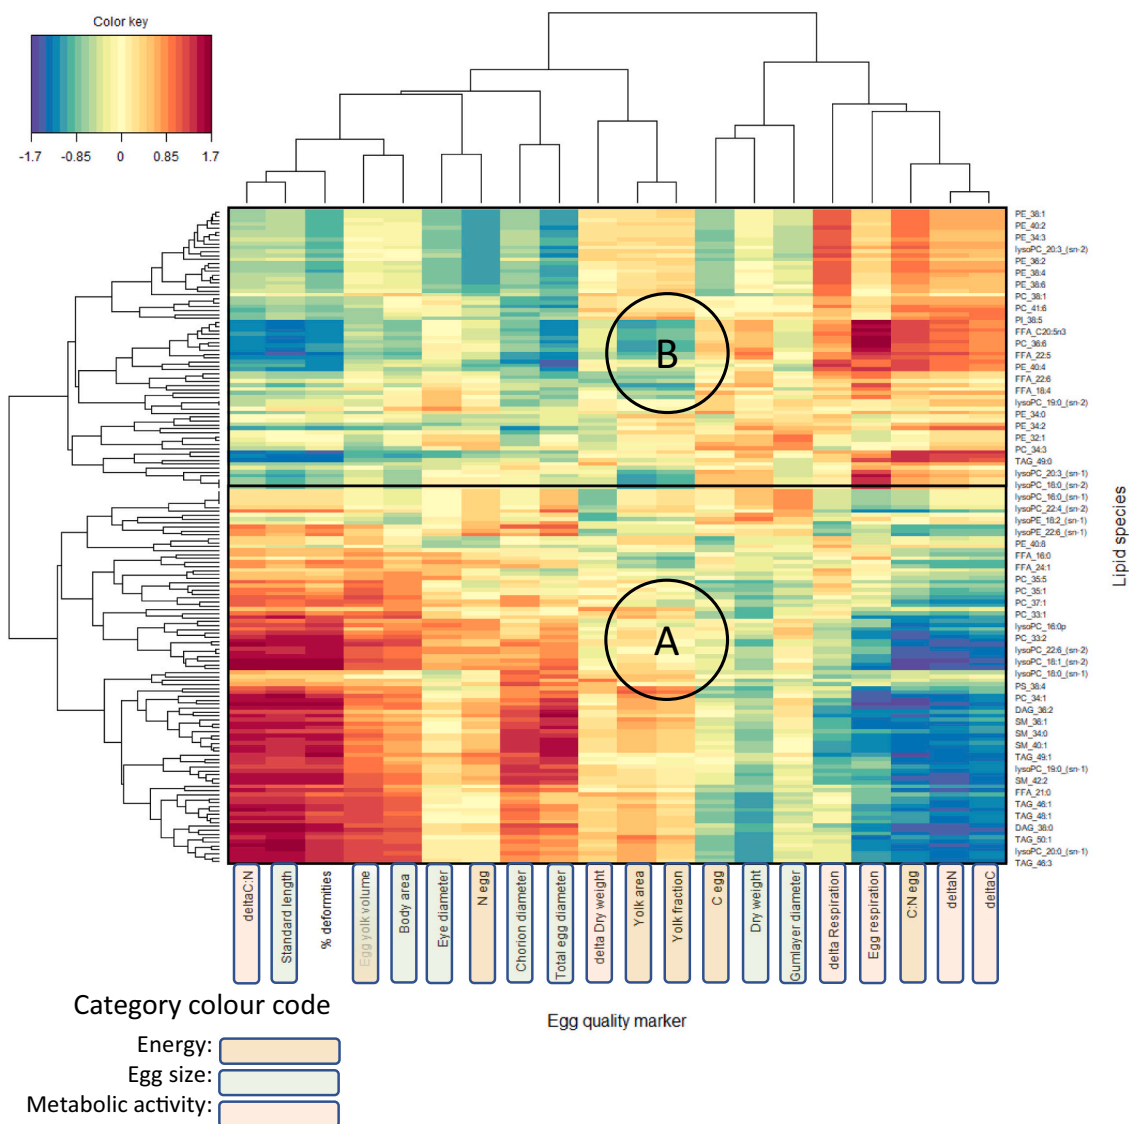 Color key
-1.7 -0.85 0 0.85 1.7
PE_38:1
PE_40:2
PE_34:3
lysoPC_20:3_(sn-2)
PE_36:2
PE_38:4
PE_38:6
PC_38:1
PC_41:6
PI_38:5
FFA_C20:5n3
PC_36:6
FFA_22:5
PE_40:4
FFA_22:6
FFA_18:4
lysoPC_19:0_(sn-2)
PE_34:0
PE_34:2
PE_32:1
PC_34:3
TAG_49:0
lysoPC_20:3_(sn-1)
lysoPC_18:0_(sn-2)
lysoPC_16:0_(sn-1)
lysoPC_22:4_(sn-2)
lysoPE_18:2_(sn-1)
lysoPE_22:6_(sn-1)
PE_40:8
FFA_16:0
FFA_24:1
PC_35:5
PC_35:1
PC_37:1
PC_33:1
lysoPC_16:0p
PC_33:2
lysoPC_22:6_(sn-2)
lysoPC_18:1_(sn-2)
lysoPC_18:0_(sn-1)
PS_38:4
PC_34:1
DAG_36:2
SM_36:1
SM_34:0
SM_40:1
TAG_49:1
lysoPC_19:0_(sn-1)
SM_42:2
FFA_21:0
TAG_46:1
TAG_48:1
DAG_38:0
TAG_50:1
lysoPC_20:0_(sn-1)
TAG_46:3
Lipid species
B
A
deltaC:N
Standard length
% deformities
Egg yolk volume
Body area
Eye diameter
N egg
Chorion diameter
Total egg diameter
delta Dry weight
Yolk area
Yolk fraction
C egg
Dry weight
Gumlayer diameter
delta Respiration
Egg respiration
C:N egg
deltaN
deltaC
Egg quality marker
Category colour code
Energy:
Egg size:
Metabolic activity: